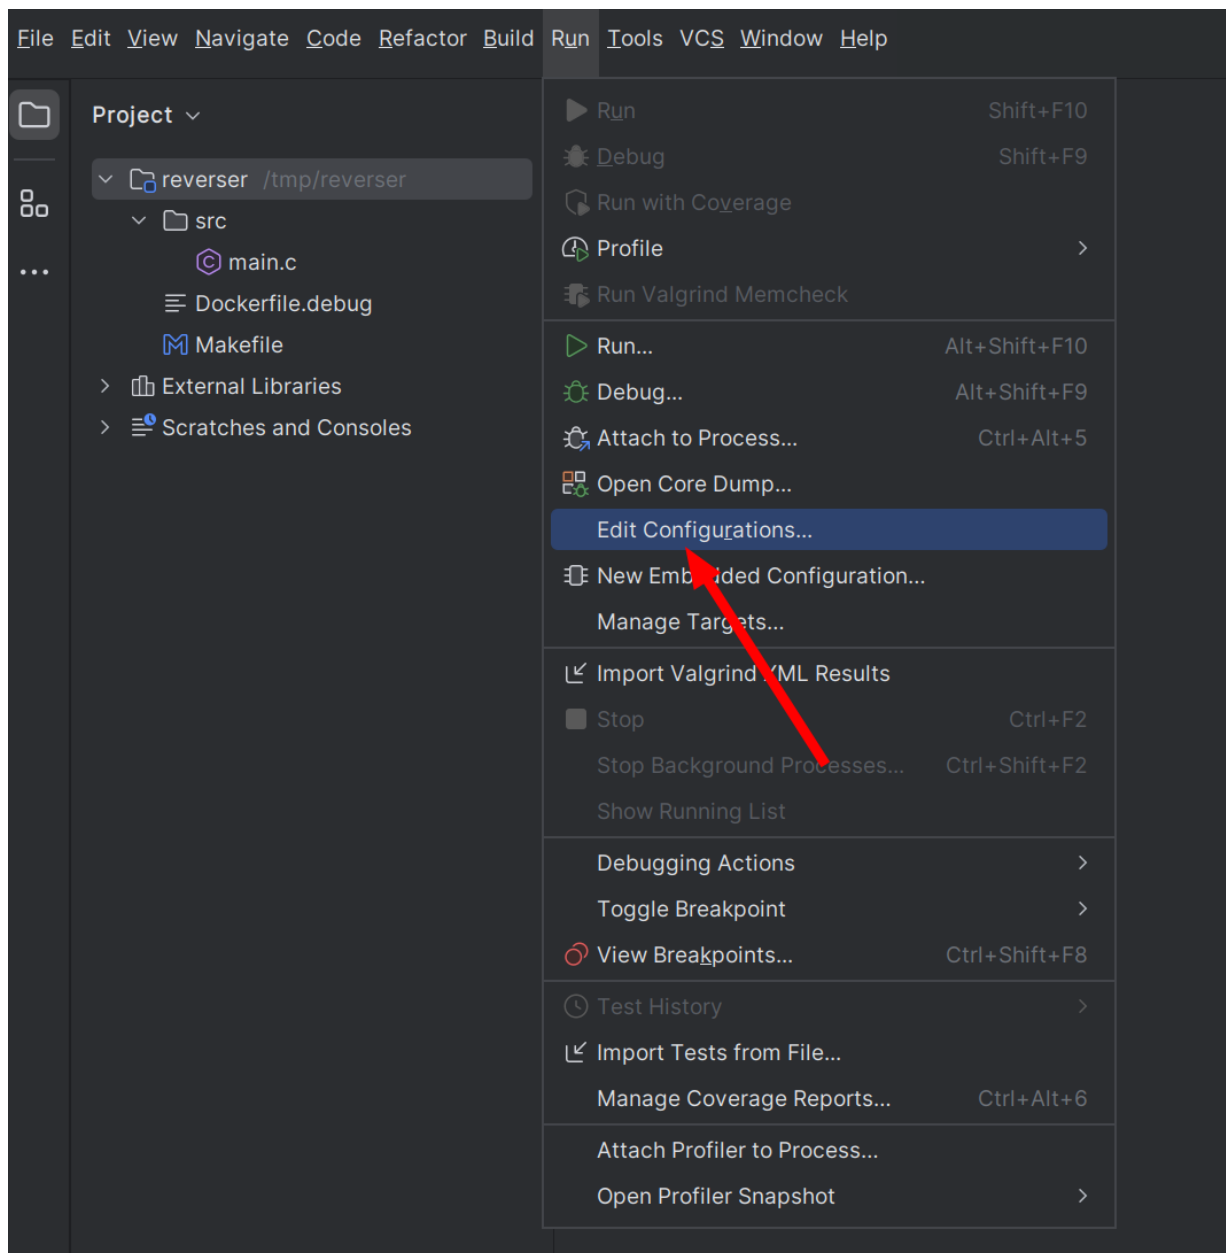 File Edit View Navigate Code Refactor Build Run Tools VCS Window Help
Project
reverser /tmp/reverser
src
main.c
Dockerfile.debug
Makefile
External Libraries
Scratches and Consoles
Run Shift+F10
Debug Shift+F9
Run with Coverage
Profile
Run Valgrind Memcheck
Run... Alt+Shift+F10
Debug... Alt+Shift+F9
Attach to Process... Ctrl+Alt+5
Open Core Dump...
Edit Configurations...
New Embedded Configuration...
Manage Targets...
Import Valgrind XML Results
Stop Ctrl+F2
Stop Background Processes... Ctrl+Shift+F2
Show Running List
Debugging Actions
Toggle Breakpoint
View Breakpoints... Ctrl+Shift+F8
Test History
Import Tests from File...
Manage Coverage Reports... Ctrl+Alt+6
Attach Profiler to Process...
Open Profiler Snapshot